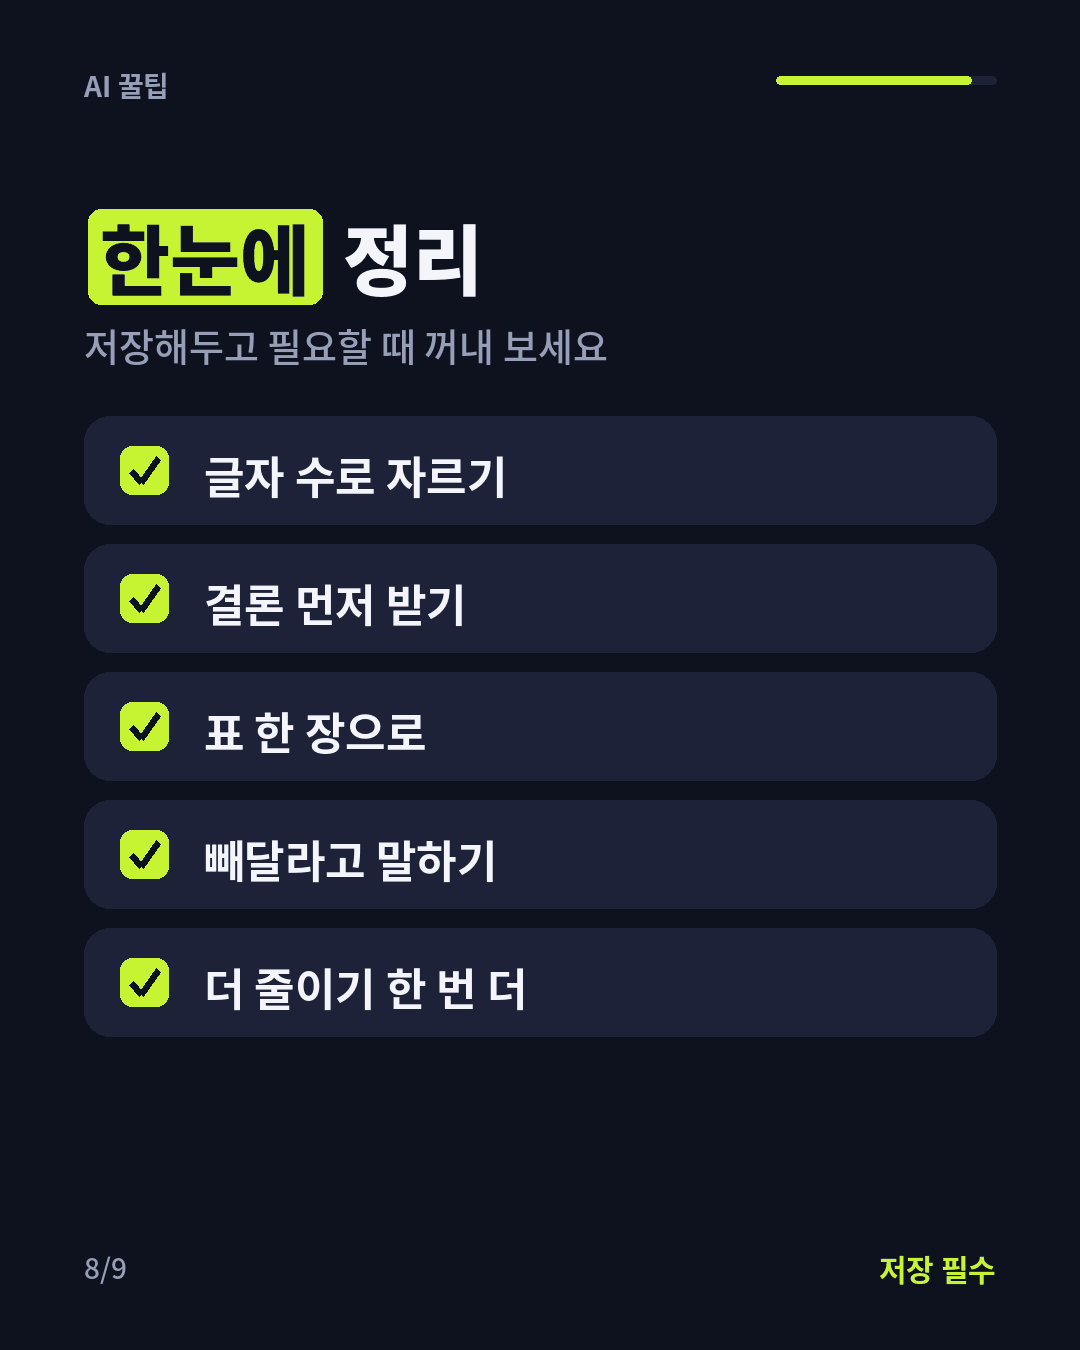 AI 꿀팁
한눈에 정리
저장해두고 필요할 때 꺼내 보세요
글자 수로 자르기
결론 먼저 받기
표 한 장으로
빼달라고 말하기
더 줄이기 한 번 더
8/9
저장 필수